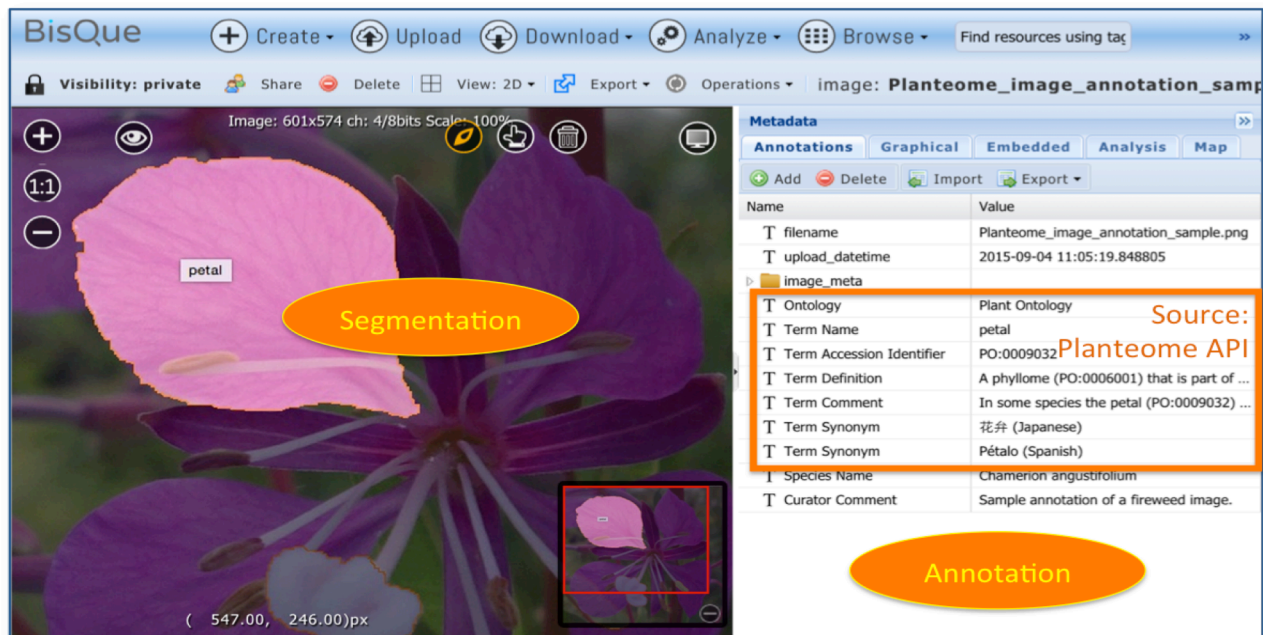 BisQue
Create
Upload
Download
Analyze
Browse
Find resources using tag
»
Visibility: private
Share
Delete
View: 2D
Export
Operations
image: Planteome_image_annotation_samp
Image: 601x574 ch: 4/8bits Scale: 100%
1:1
petal
Segmentation
( 547.00, 246.00)px
Metadata
»
Annotations Graphical Embedded Analysis Map
Add Delete Import Export
Name Value
T filename Planteome_image_annotation_sample.png
T upload_datetime 2015-09-04 11:05:19.848805
image_meta
T Ontology Plant Ontology
T Term Name petal
T Term Accession Identifier PO:0009032
T Term Definition A phyllome (PO:0006001) that is part of ...
T Term Comment In some species the petal (PO:0009032) ...
T Term Synonym 花弁 (Japanese)
T Term Synonym Pétalo (Spanish)
T Species Name Chamerion angustifolium
T Curator Comment Sample annotation of a fireweed image.
Source:
Planteome API
Annotation